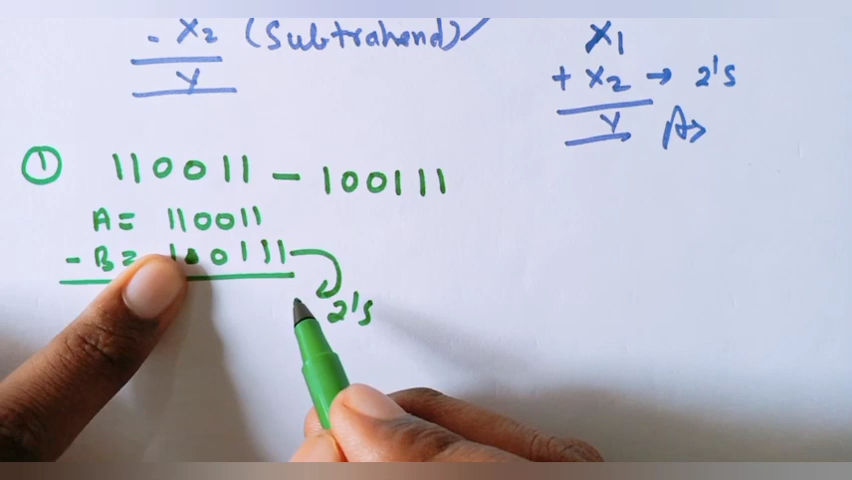 - X2 (Subtrahend)
Y
X1
+ X2 → 2's
Y
① 110011 - 100111
A = 110011
- B = 100111
2's